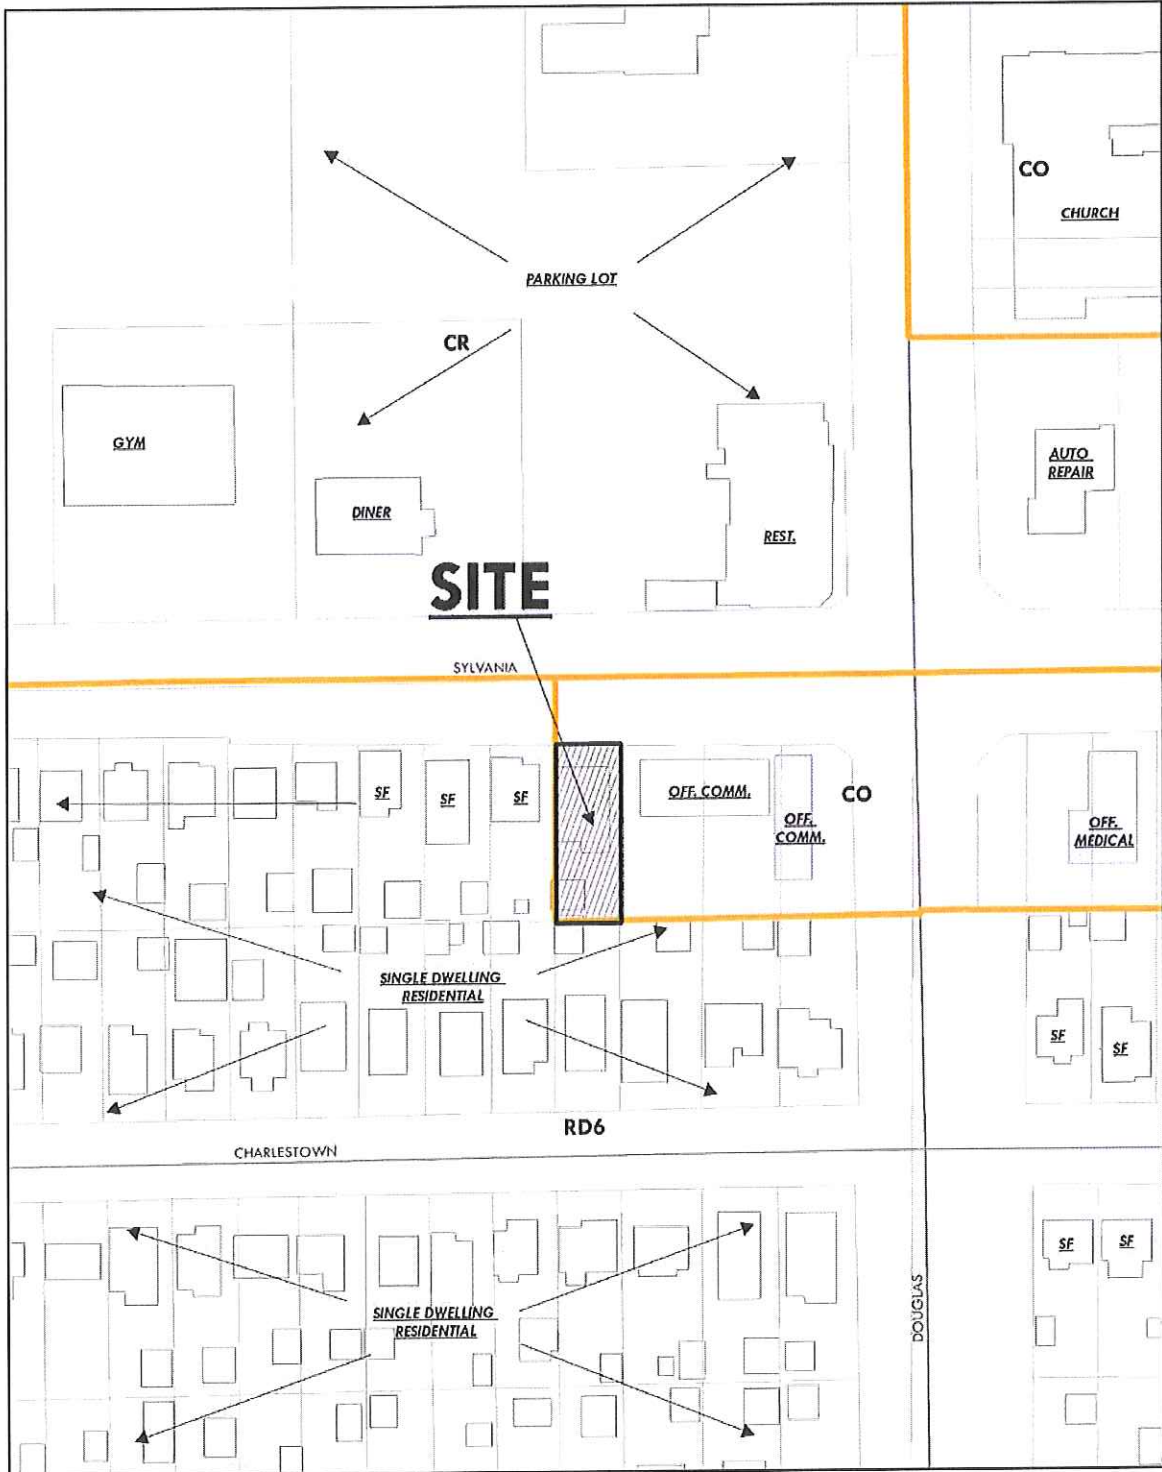 CO
CHURCH
PARKING LOT
CR
GYM
AUTO
REPAIR
DINER
REST.
SITE
SYLVANIA
SF
SF
SF
OFF. COMM.
CO
OFF.
COMM.
OFF.
MEDICAL
SINGLE DWELLING
RESIDENTIAL
SF
SF
RD6
CHARLESTOWN
SF
SF
SINGLE DWELLING
RESIDENTIAL
DOUGLAS